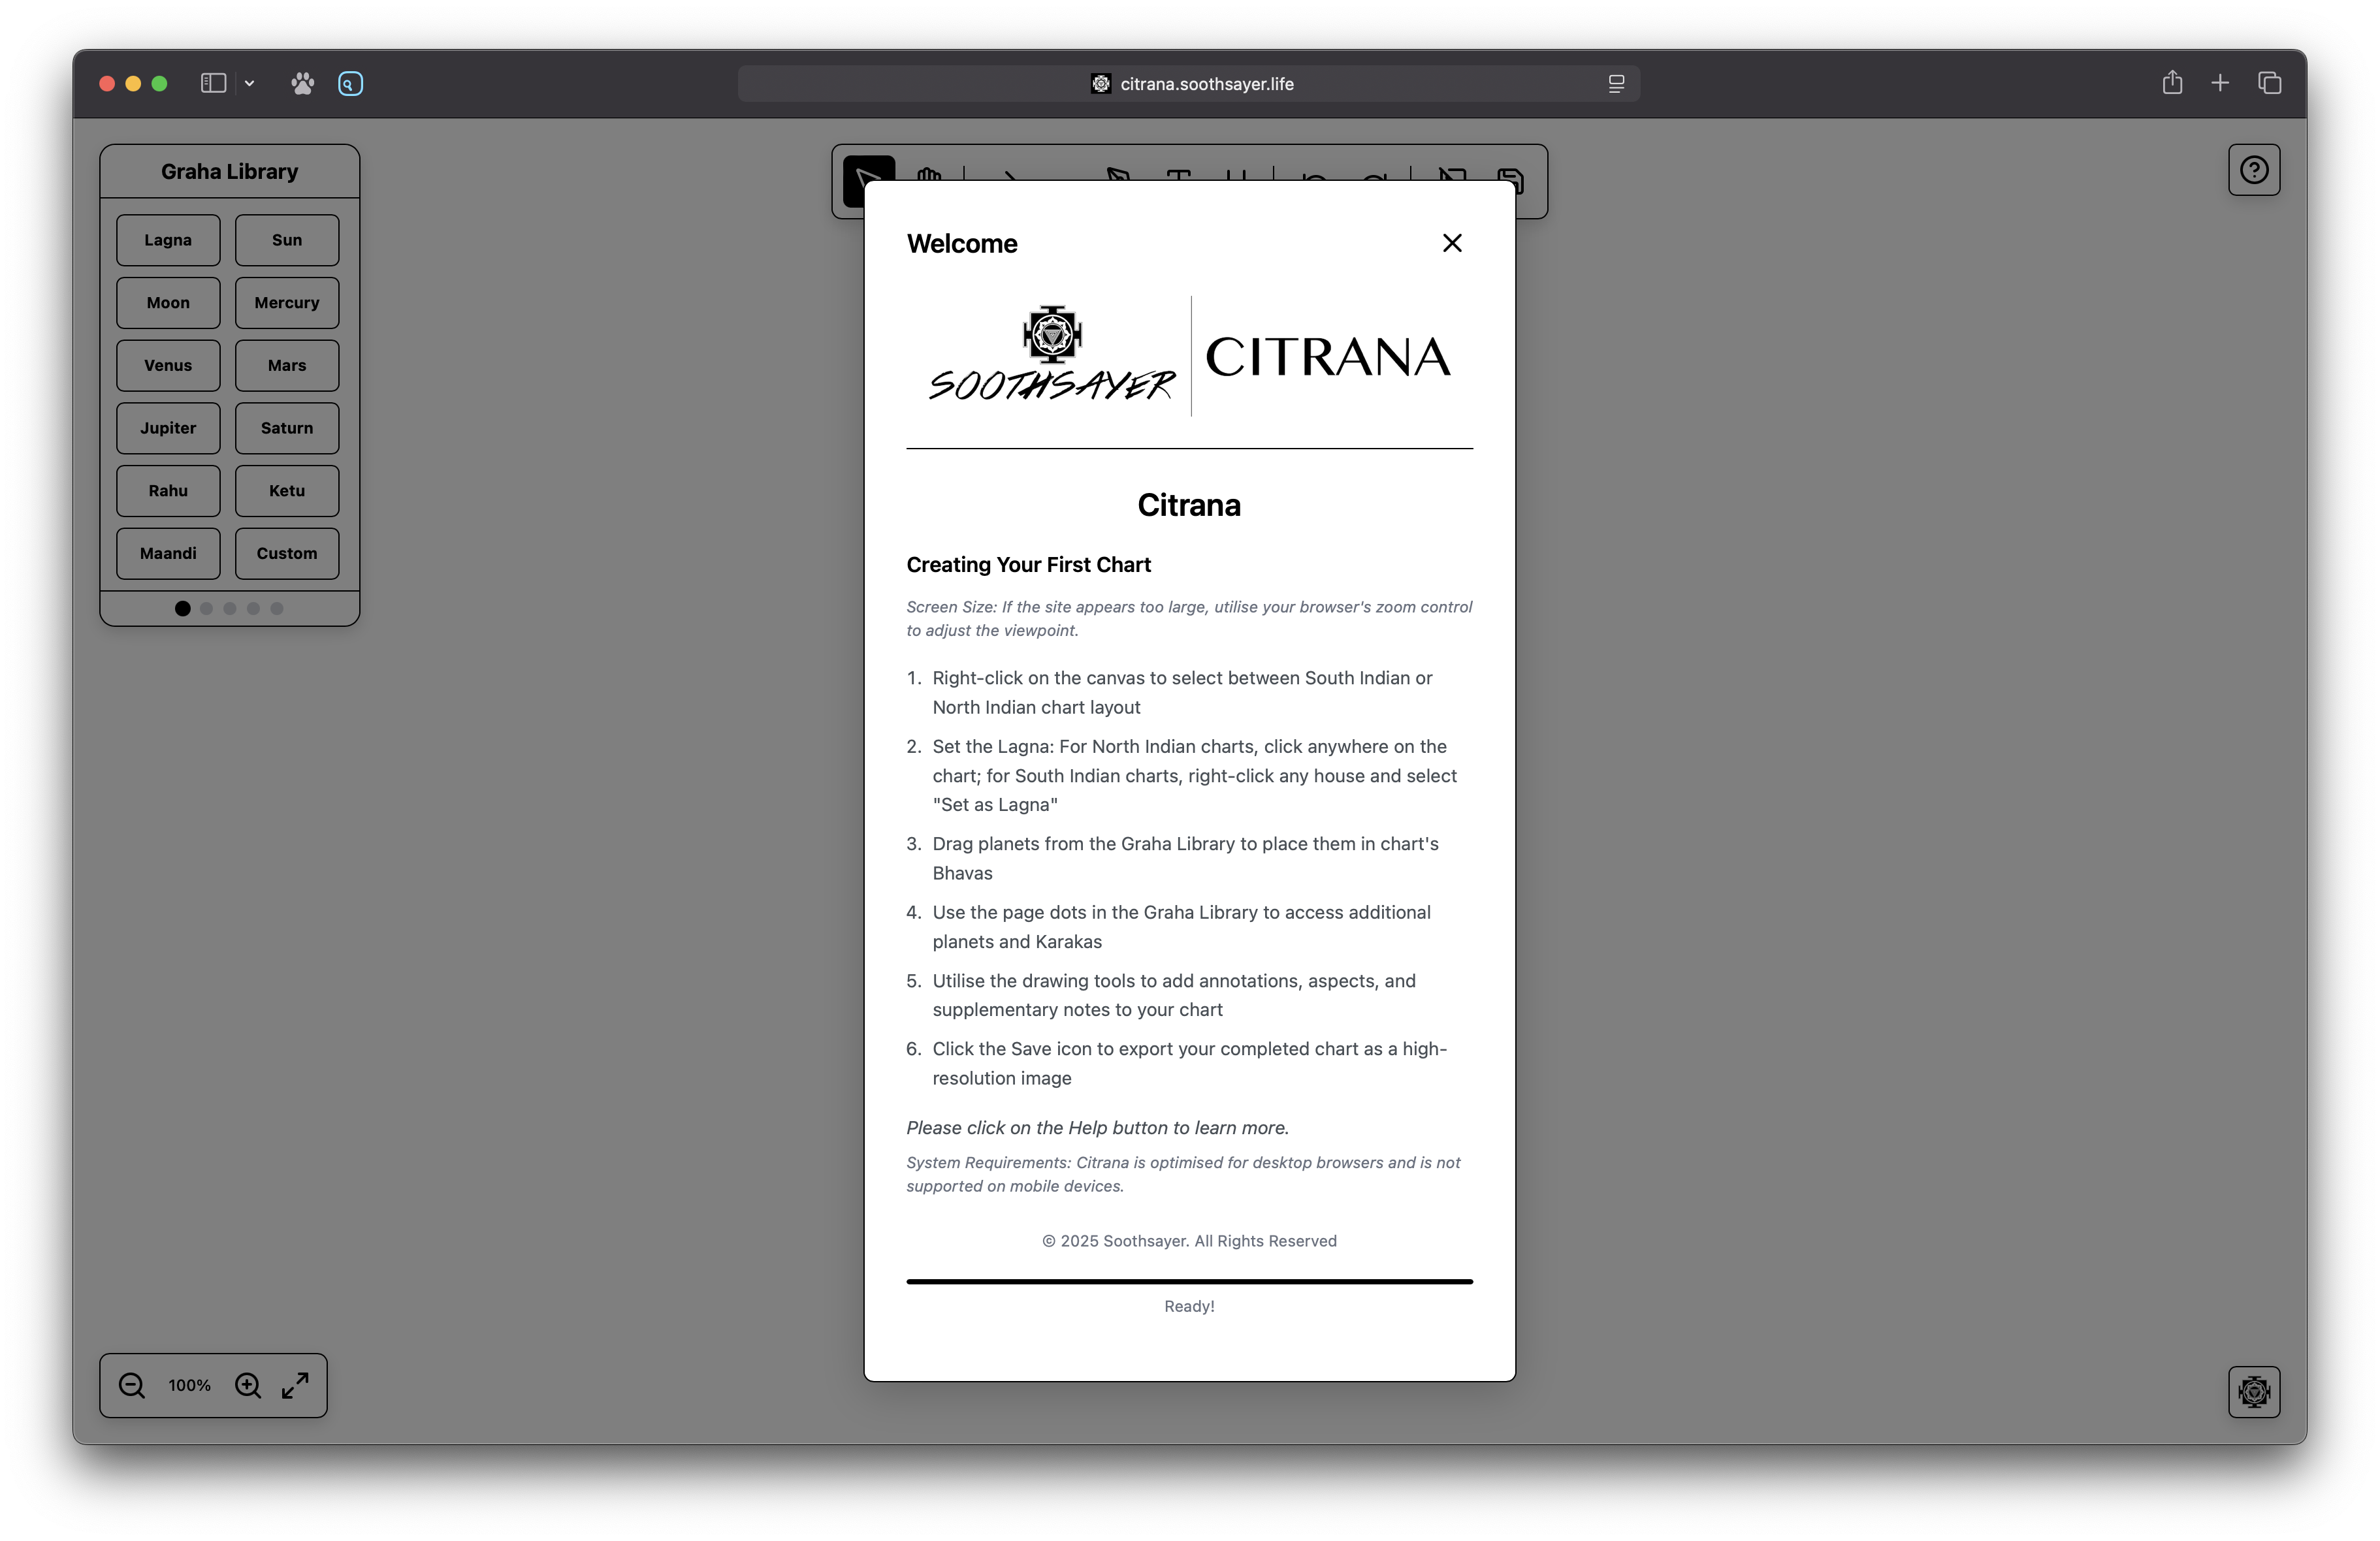 citrana.soothsayer.life
Graha Library
Lagna
Sun
Moon
Mercury
Venus
Mars
Jupiter
Saturn
Rahu
Ketu
Maandi
Custom
Welcome
SOOTHSAYER
CITRANA
Citrana
Creating Your First Chart
Screen Size: If the site appears too large, utilise your browser's zoom control
to adjust the viewpoint.
1. Right-click on the canvas to select between South Indian or
North Indian chart layout
2. Set the Lagna: For North Indian charts, click anywhere on the
chart; for South Indian charts, right-click any house and select
"Set as Lagna"
3. Drag planets from the Graha Library to place them in chart's
Bhavas
4. Use the page dots in the Graha Library to access additional
planets and Karakas
5. Utilise the drawing tools to add annotations, aspects, and
supplementary notes to your chart
6. Click the Save icon to export your completed chart as a high-
resolution image
Please click on the Help button to learn more.
System Requirements: Citrana is optimised for desktop browsers and is not
supported on mobile devices.
© 2025 Soothsayer. All Rights Reserved
Ready!
100%